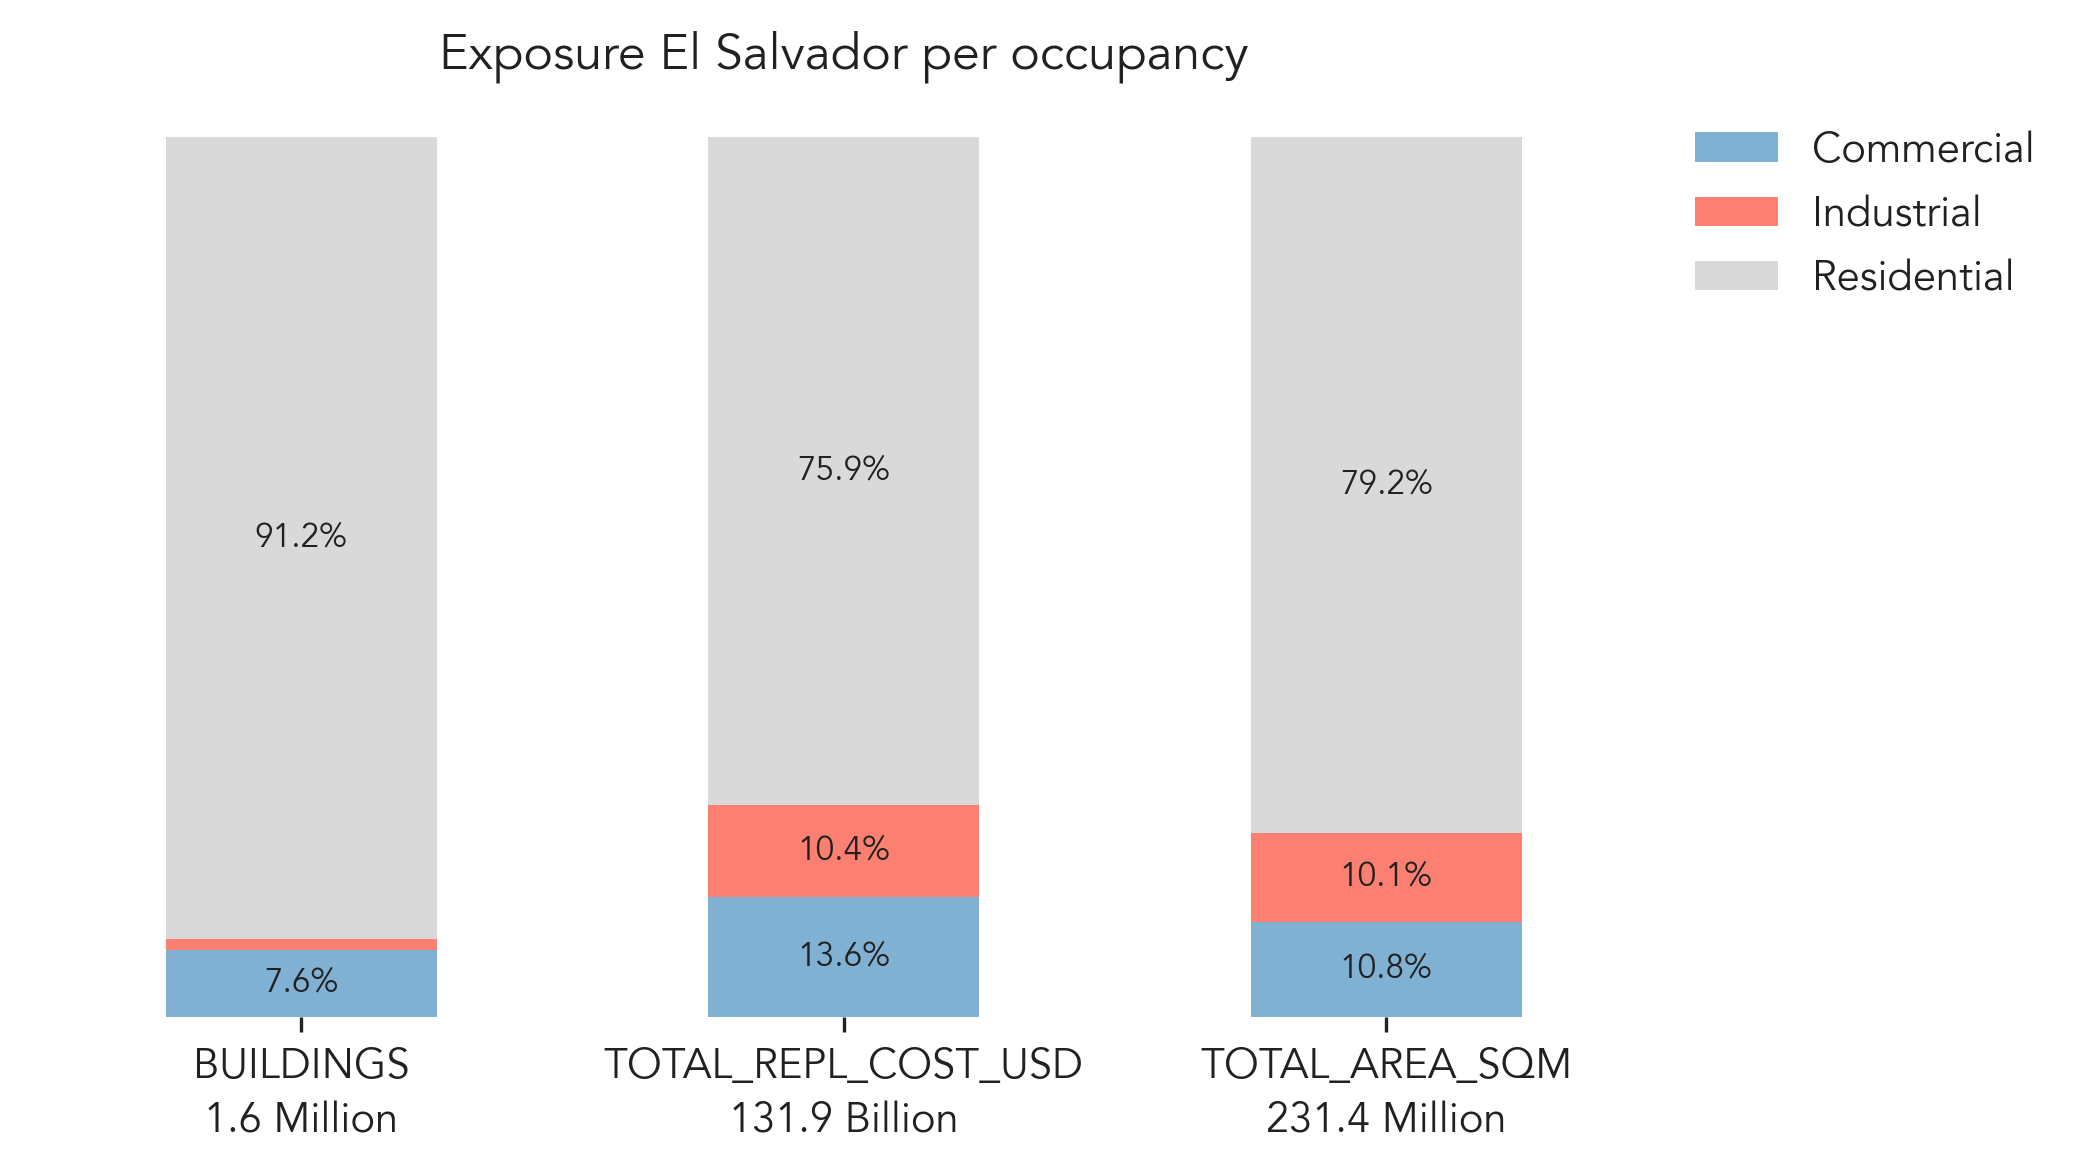 Exposure El Salvador per occupancy
Commercial
Industrial
Residential
91.2%
75.9%
79.2%
10.4%
10.1%
7.6%
13.6%
10.8%
BUILDINGS
1.6 Million
TOTAL_REPL_COST_USD
131.9 Billion
TOTAL_AREA_SQM
231.4 Million